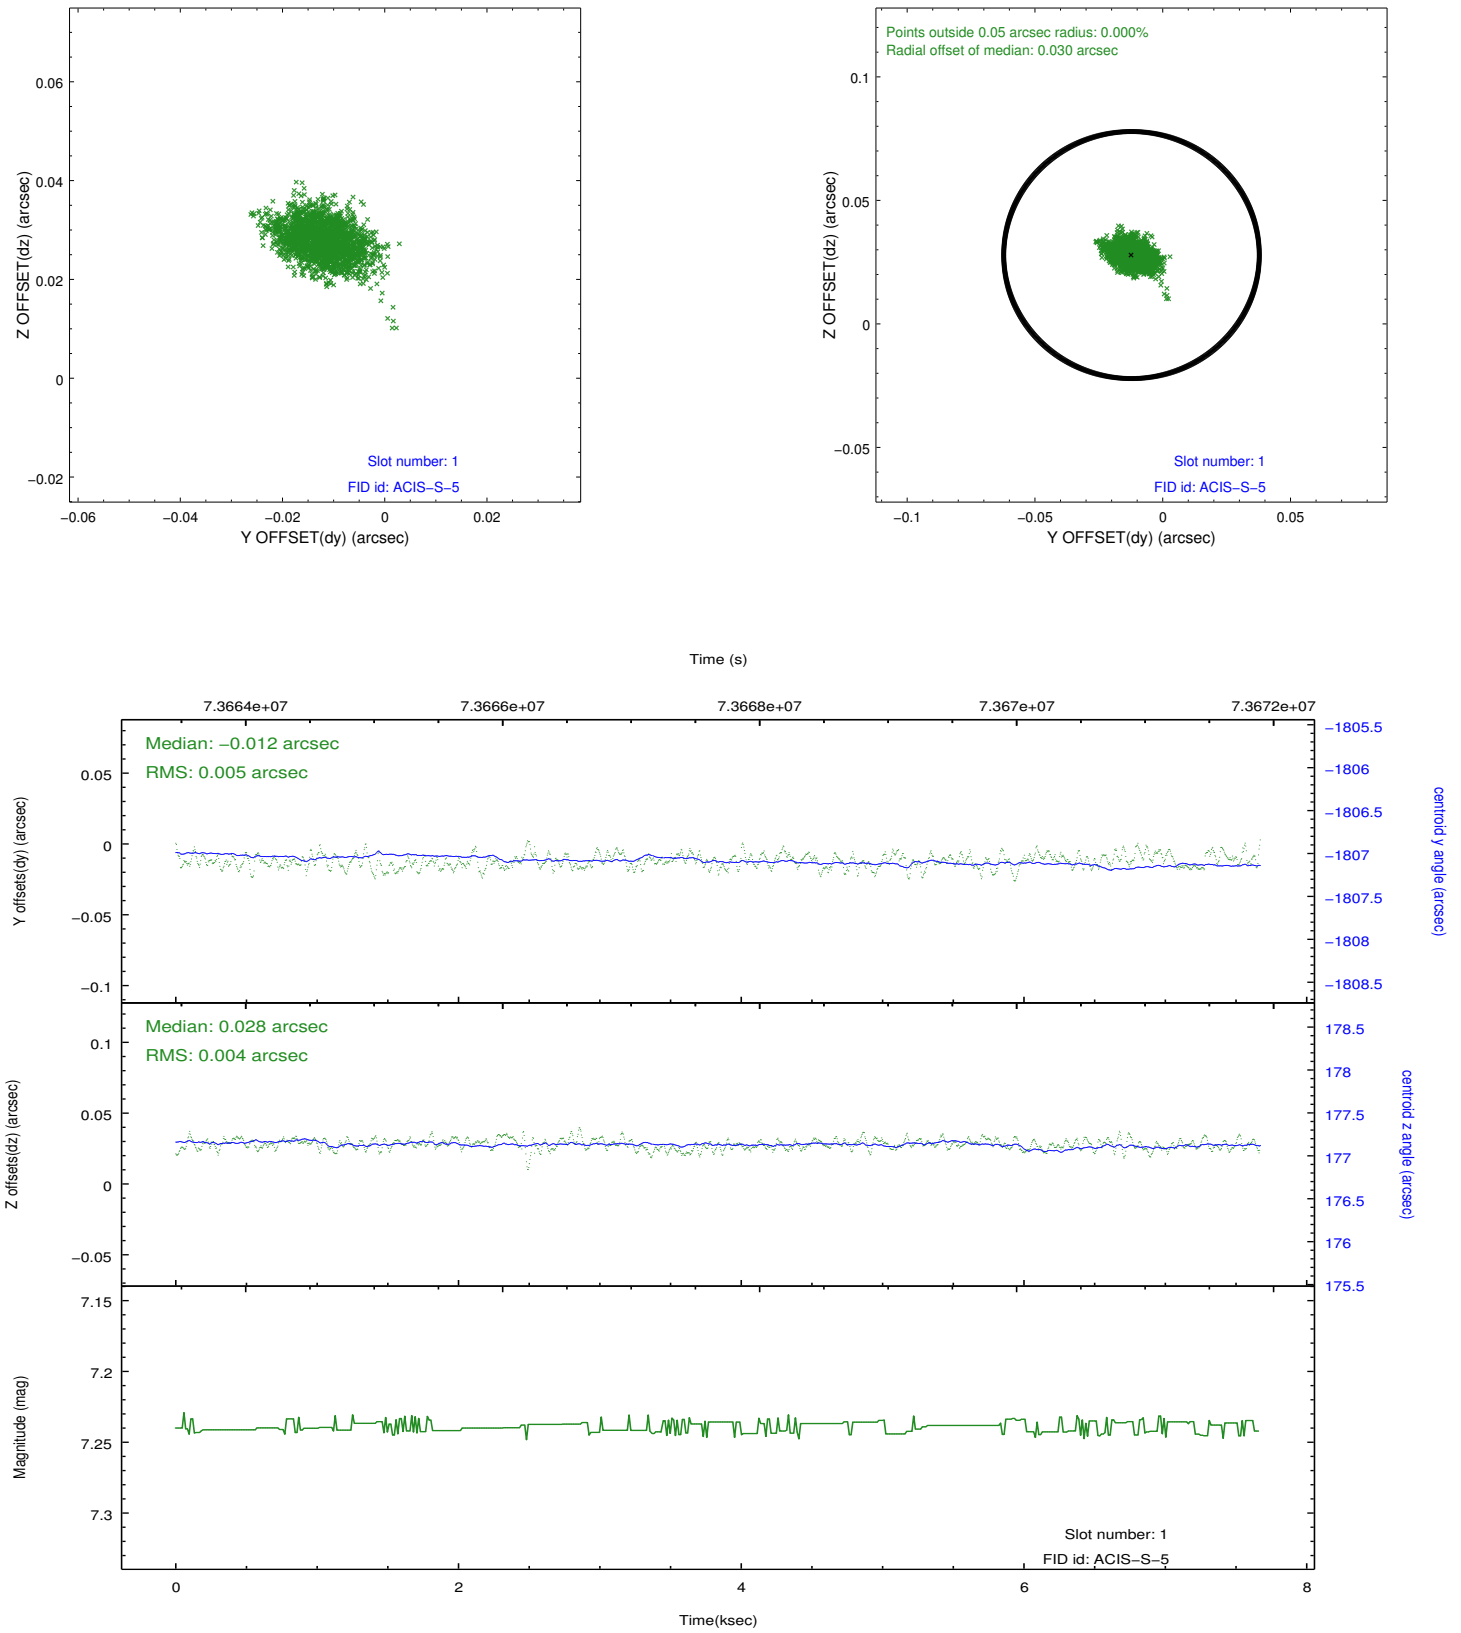 0.06
0.04
0.02
0
−0.02
Z OFFSET(dz) (arcsec)
Slot number: 1
FID id: ACIS−S−5
−0.06
−0.04
−0.02
0
0.02
Y OFFSET(dy) (arcsec)
Points outside 0.05 arcsec radius: 0.000%
Radial offset of median: 0.030 arcsec
0.1
0.05
0
−0.05
Z OFFSET(dz) (arcsec)
Slot number: 1
FID id: ACIS−S−5
−0.1
−0.05
0
0.05
Y OFFSET(dy) (arcsec)
Time (s)
7.3664e+07
7.3666e+07
7.3668e+07
7.367e+07
7.3672e+07
Median: −0.012 arcsec
RMS: 0.005 arcsec
0.05
0
−0.05
−0.1
Y offsets(dy) (arcsec)
−1805.5
−1806
−1806.5
−1807
−1807.5
−1808
−1808.5
centroid y angle (arcsec)
Median: 0.028 arcsec
RMS: 0.004 arcsec
0.1
0.05
0
−0.05
Z offsets(dz) (arcsec)
178.5
178
177.5
177
176.5
176
175.5
centroid z angle (arcsec)
7.15
7.2
7.25
7.3
Magnitude (mag)
Slot number: 1
FID id: ACIS−S−5
0
2
4
6
8
Time(ksec)